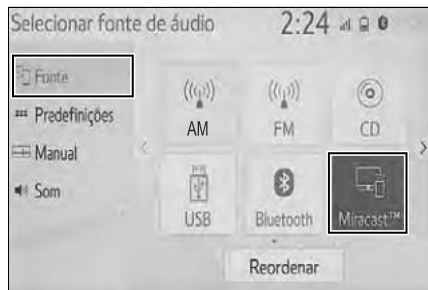 Selecionar fonte de áudio 2:24
Fonte
Predefinições
Manual
Som
AM
FM
CD
USB
Bluetooth
Miracast™
Reordenar